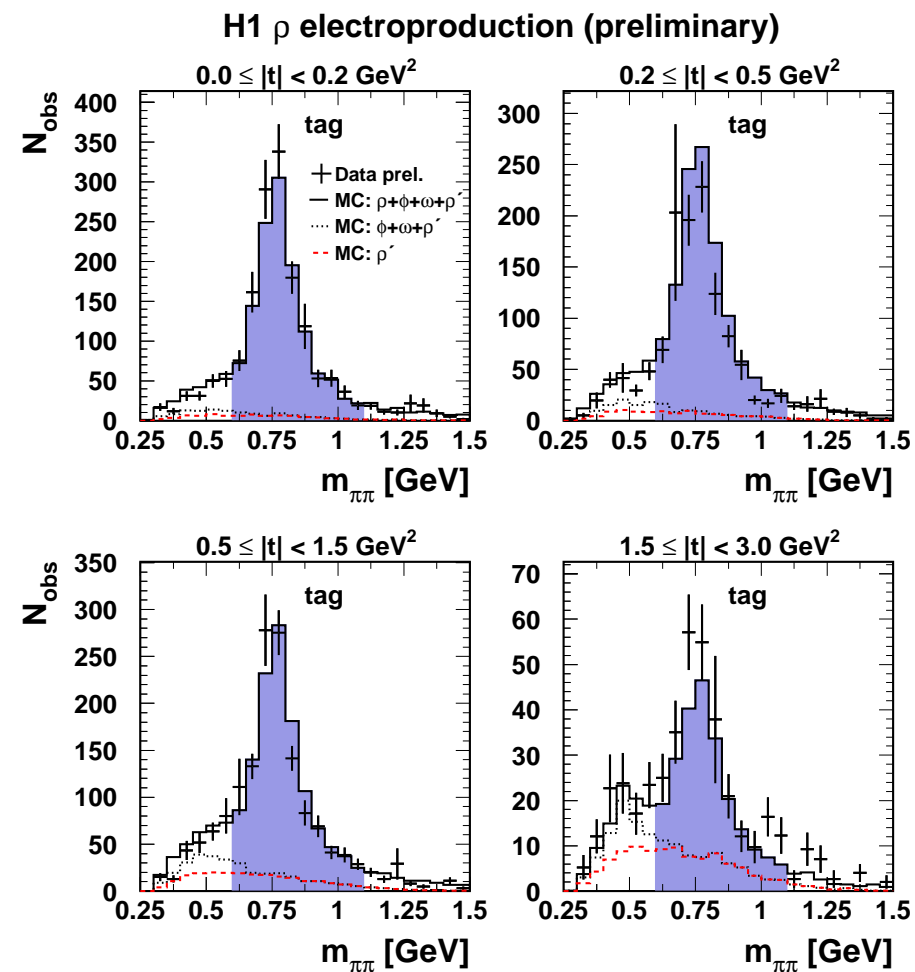 H1 ρ electroproduction (preliminary)
0.0 ≤ |t| < 0.2 GeV²
N_obs
400
350
300
250
200
150
100
50
0
tag
Data prel.
MC: ρ+φ+ω+ρ´
MC: φ+ω+ρ´
MC: ρ´
0.25 0.5 0.75 1 1.25 1.5
m_ππ [GeV]
0.2 ≤ |t| < 0.5 GeV²
300
250
200
150
100
50
0
tag
0.25 0.5 0.75 1 1.25 1.5
m_ππ [GeV]
0.5 ≤ |t| < 1.5 GeV²
N_obs
350
300
250
200
150
100
50
0
tag
0.25 0.5 0.75 1 1.25 1.5
m_ππ [GeV]
1.5 ≤ |t| < 3.0 GeV²
70
60
50
40
30
20
10
0
tag
0.25 0.5 0.75 1 1.25 1.5
m_ππ [GeV]